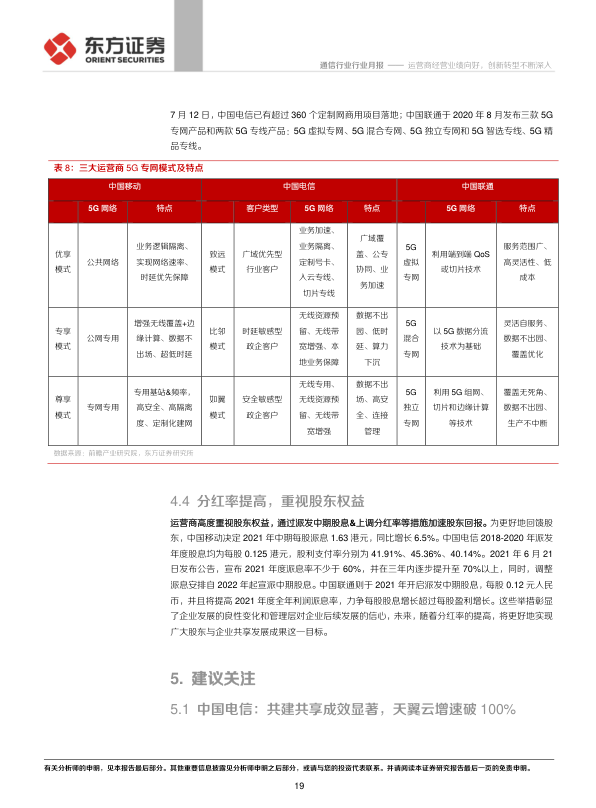 东方证券
ORIENT SECURITIES
通信行业行业月报 —— 运营商经营业绩向好，创新转型不断深入
7 月 12 日，中国电信已有超过 360 个定制网商用项目落地；中国联通于 2020 年 8 月发布三款 5G
专网产品和两款 5G 专线产品：5G 虚拟专网、5G 混合专网、5G 独立专网和 5G 智选专线、5G 精
品专线。
表 8：三大运营商 5G 专网模式及特点
中国移动 中国电信 中国联通
5G 网络 特点 客户类型 5G 网络 特点 5G 网络 特点
优享
模式
公共网络
业务逻辑隔离、
实现网络速率、
时延优先保障
致远
模式
广域优先型
行业客户
业务加速、
业务隔离、
定制号卡、
入云专线、
切片专线
广域覆
盖、公专
协同、业
务加速
5G
虚拟
专网
利用端到端 QoS
或切片技术
服务范围广、
高灵活性、低
成本
专享
模式
公网专用
增强无线覆盖+边
缘计算、数据不
出场、超低时延
比邻
模式
时延敏感型
政企客户
无线资源预
留、无线带
宽增强、本
地业务保障
数据不出
园、低时
延、算力
下沉
5G
混合
专网
以 5G 数据分流
技术为基础
灵活自服务、
数据不出园、
覆盖优化
尊享
模式
专网专用
专用基站&频率，
高安全、高隔离
度、定制化建网
如翼
模式
安全敏感型
政企客户
无线专用、
无线资源预
留、无线带
宽增强
数据不出
场、高安
全、连接
管理
5G
独立
专网
利用 5G 组网、
切片和边缘计算
等技术
覆盖无死角、
数据不出园、
生产不中断
数据来源：前瞻产业研究院，东方证券研究所
4.4 分红率提高，重视股东权益
运营商高度重视股东权益，通过派发中期股息&上调分红率等措施加速股东回报。为更好地回馈股
东，中国移动决定 2021 年中期每股派息 1.63 港元，同比增长 6.5%。中国电信 2018-2020 年派发
年度股息均为每股 0.125 港元，股利支付率分别为 41.91%、45.36%、40.14%。2021 年 6 月 21
日发布公告，宣布 2021 年度派息率不少于 60%，并在三年内逐步提升至 70%以上，同时，调整
派息安排自 2022 年起宣派中期股息。中国联通则于 2021 年开启派发中期股息，每股 0.12 元人民
币，并且将提高 2021 年度全年利润派息率，力争每股股息增长超过每股盈利增长。这些举措彰显
了企业发展的良性变化和管理层对企业后续发展的信心，未来，随着分红率的提高，将更好地实现
广大股东与企业共享发展成果这一目标。
5. 建议关注
5.1 中国电信：共建共享成效显著，天翼云增速破 100%
有关分析师的申明，见本报告最后部分。其他重要信息披露见分析师申明之后部分，或请与您的投资代表联系。并请阅读本证券研究报告最后一页的免责申明。
19